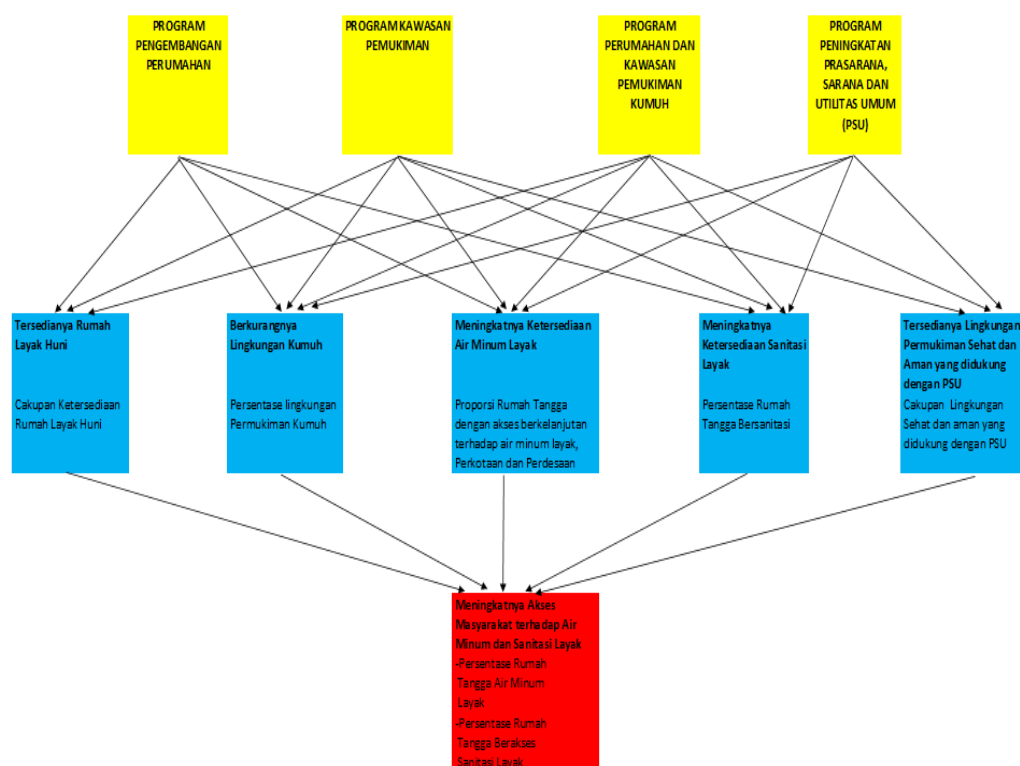 PROGRAM
PENGEMBANGAN
PERUMAHAN
PROGRAM KAWASAN
PEMUKIMAN
PROGRAM
PERUMAHAN DAN
KAWASAN
PEMUKIMAN
KUMUH
PROGRAM
PENINGKATAN
PRASARANA,
SARANA DAN
UTILITAS UMUM
(PSU)
Tersedianya Rumah
Layak Huni
Cakupan Ketersediaan
Rumah Layak Huni
Berkurangnya
Lingkungan Kumuh
Persentase lingkungan
Permukiman Kumuh
Meningkatnya Ketersediaan
Air Minum Layak
Proporsi Rumah Tangga
dengan akses berkelanjutan
terhadap air minum layak,
Perkotaan dan Perdesaan
Meningkatnya
Ketersediaan Sanitasi
Layak
Persentase Rumah
Tangga Bersanitasi
Tersedianya Lingkungan
Permukiman Sehat dan
Aman yang didukung
dengan PSU
Cakupan Lingkungan
Sehat dan aman yang
didukung dengan PSU
Meningkatnya Akses
Masyarakat terhadap Air
Minum dan Sanitasi Layak
-Persentase Rumah
Tangga Air Minum
Layak
-Persentase Rumah
Tangga Berakses
Sanitasi Layak